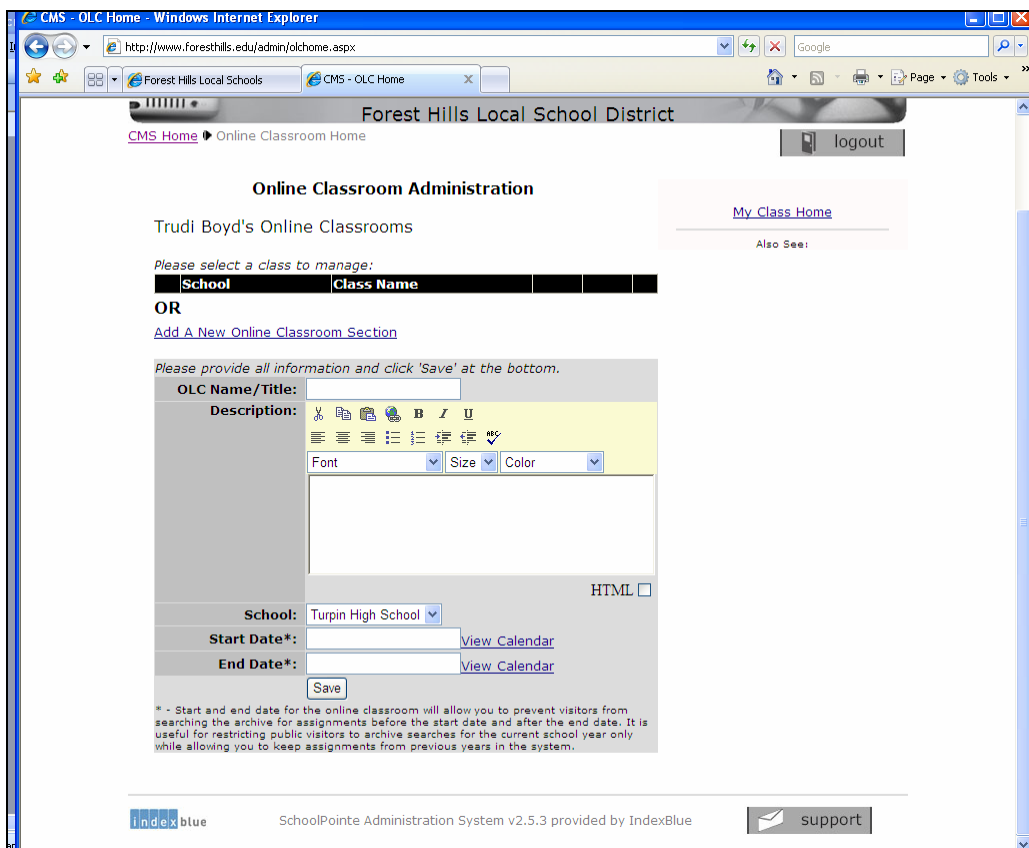 CMS - OLC Home - Windows Internet Explorer
http://www.foresthills.edu/admin/olchome.aspx
Google
Forest Hills Local Schools
CMS - OLC Home
X
Page
Tools
»
Forest Hills Local School District
CMS Home Online Classroom Home
logout
Online Classroom Administration
My Class Home
Trudi Boyd's Online Classrooms
Also See:
Please select a class to manage:
School Class Name
OR
Add A New Online Classroom Section
Please provide all information and click 'Save' at the bottom.
OLC Name/Title:
Description:
B I U
ABC
Font Size Color
HTML
School: Turpin High School
Start Date*: View Calendar
End Date*: View Calendar
Save
* - Start and end date for the online classroom will allow you to prevent visitors from
searching the archive for assignments before the start date and after the end date. It is
useful for restricting public visitors to archive searches for the current school year only
while allowing you to keep assignments from previous years in the system.
indexblue
SchoolPointe Administration System v2.5.3 provided by IndexBlue
support